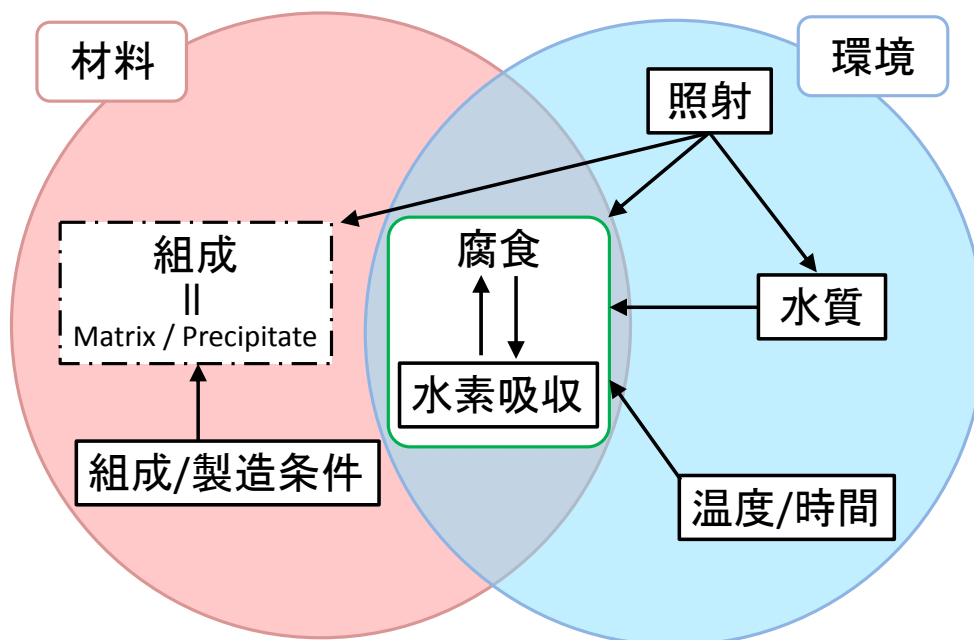 材料
環境
照射
組成
=
Matrix / Precipitate
腐食
水質
水素吸収
組成/製造条件
温度/時間